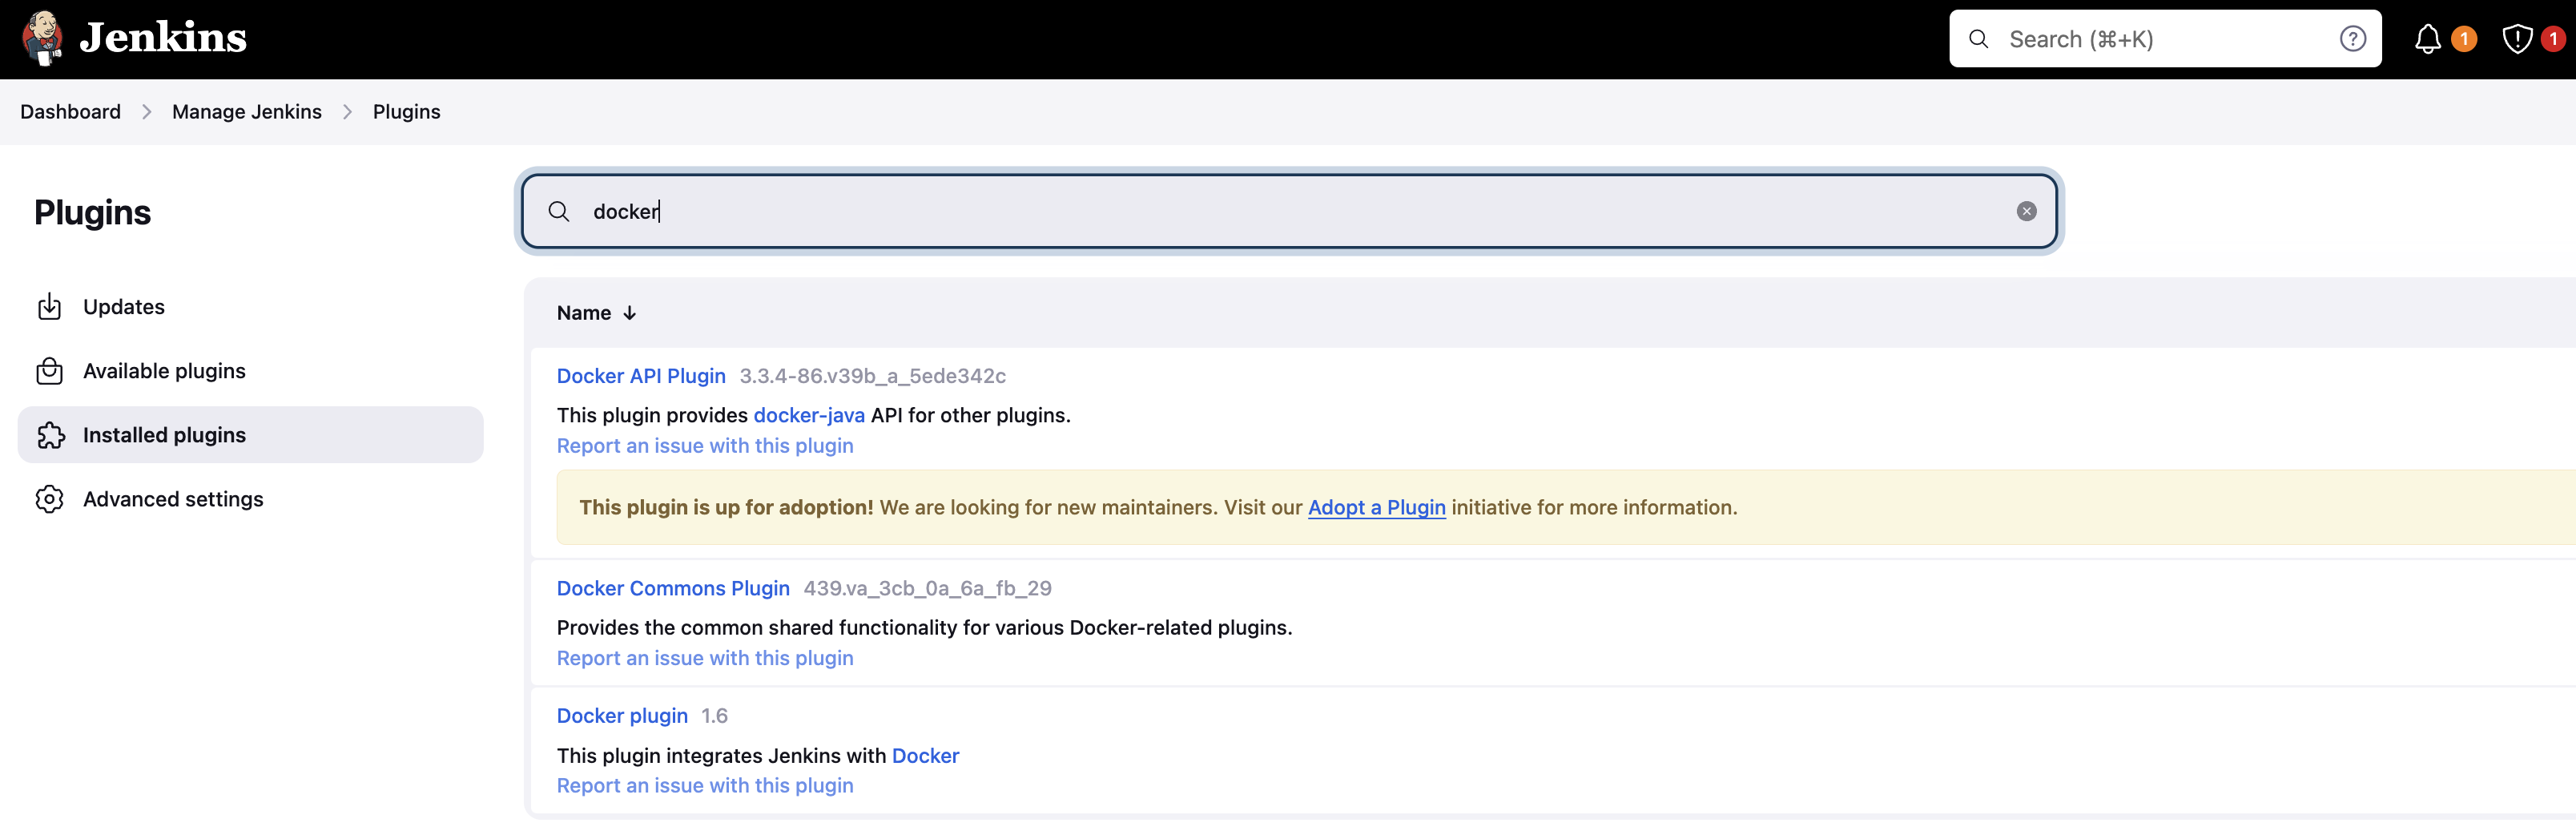 Jenkins
Search (⌘+K)
?
1
1
Dashboard
Manage Jenkins
Plugins
Plugins
Updates
Available plugins
Installed plugins
Advanced settings
docker
Name ↓
Docker API Plugin 3.3.4-86.v39b_a_5ede342c
This plugin provides docker-java API for other plugins.
Report an issue with this plugin
This plugin is up for adoption! We are looking for new maintainers. Visit our Adopt a Plugin initiative for more information.
Docker Commons Plugin 439.va_3cb_0a_6a_fb_29
Provides the common shared functionality for various Docker-related plugins.
Report an issue with this plugin
Docker plugin 1.6
This plugin integrates Jenkins with Docker
Report an issue with this plugin